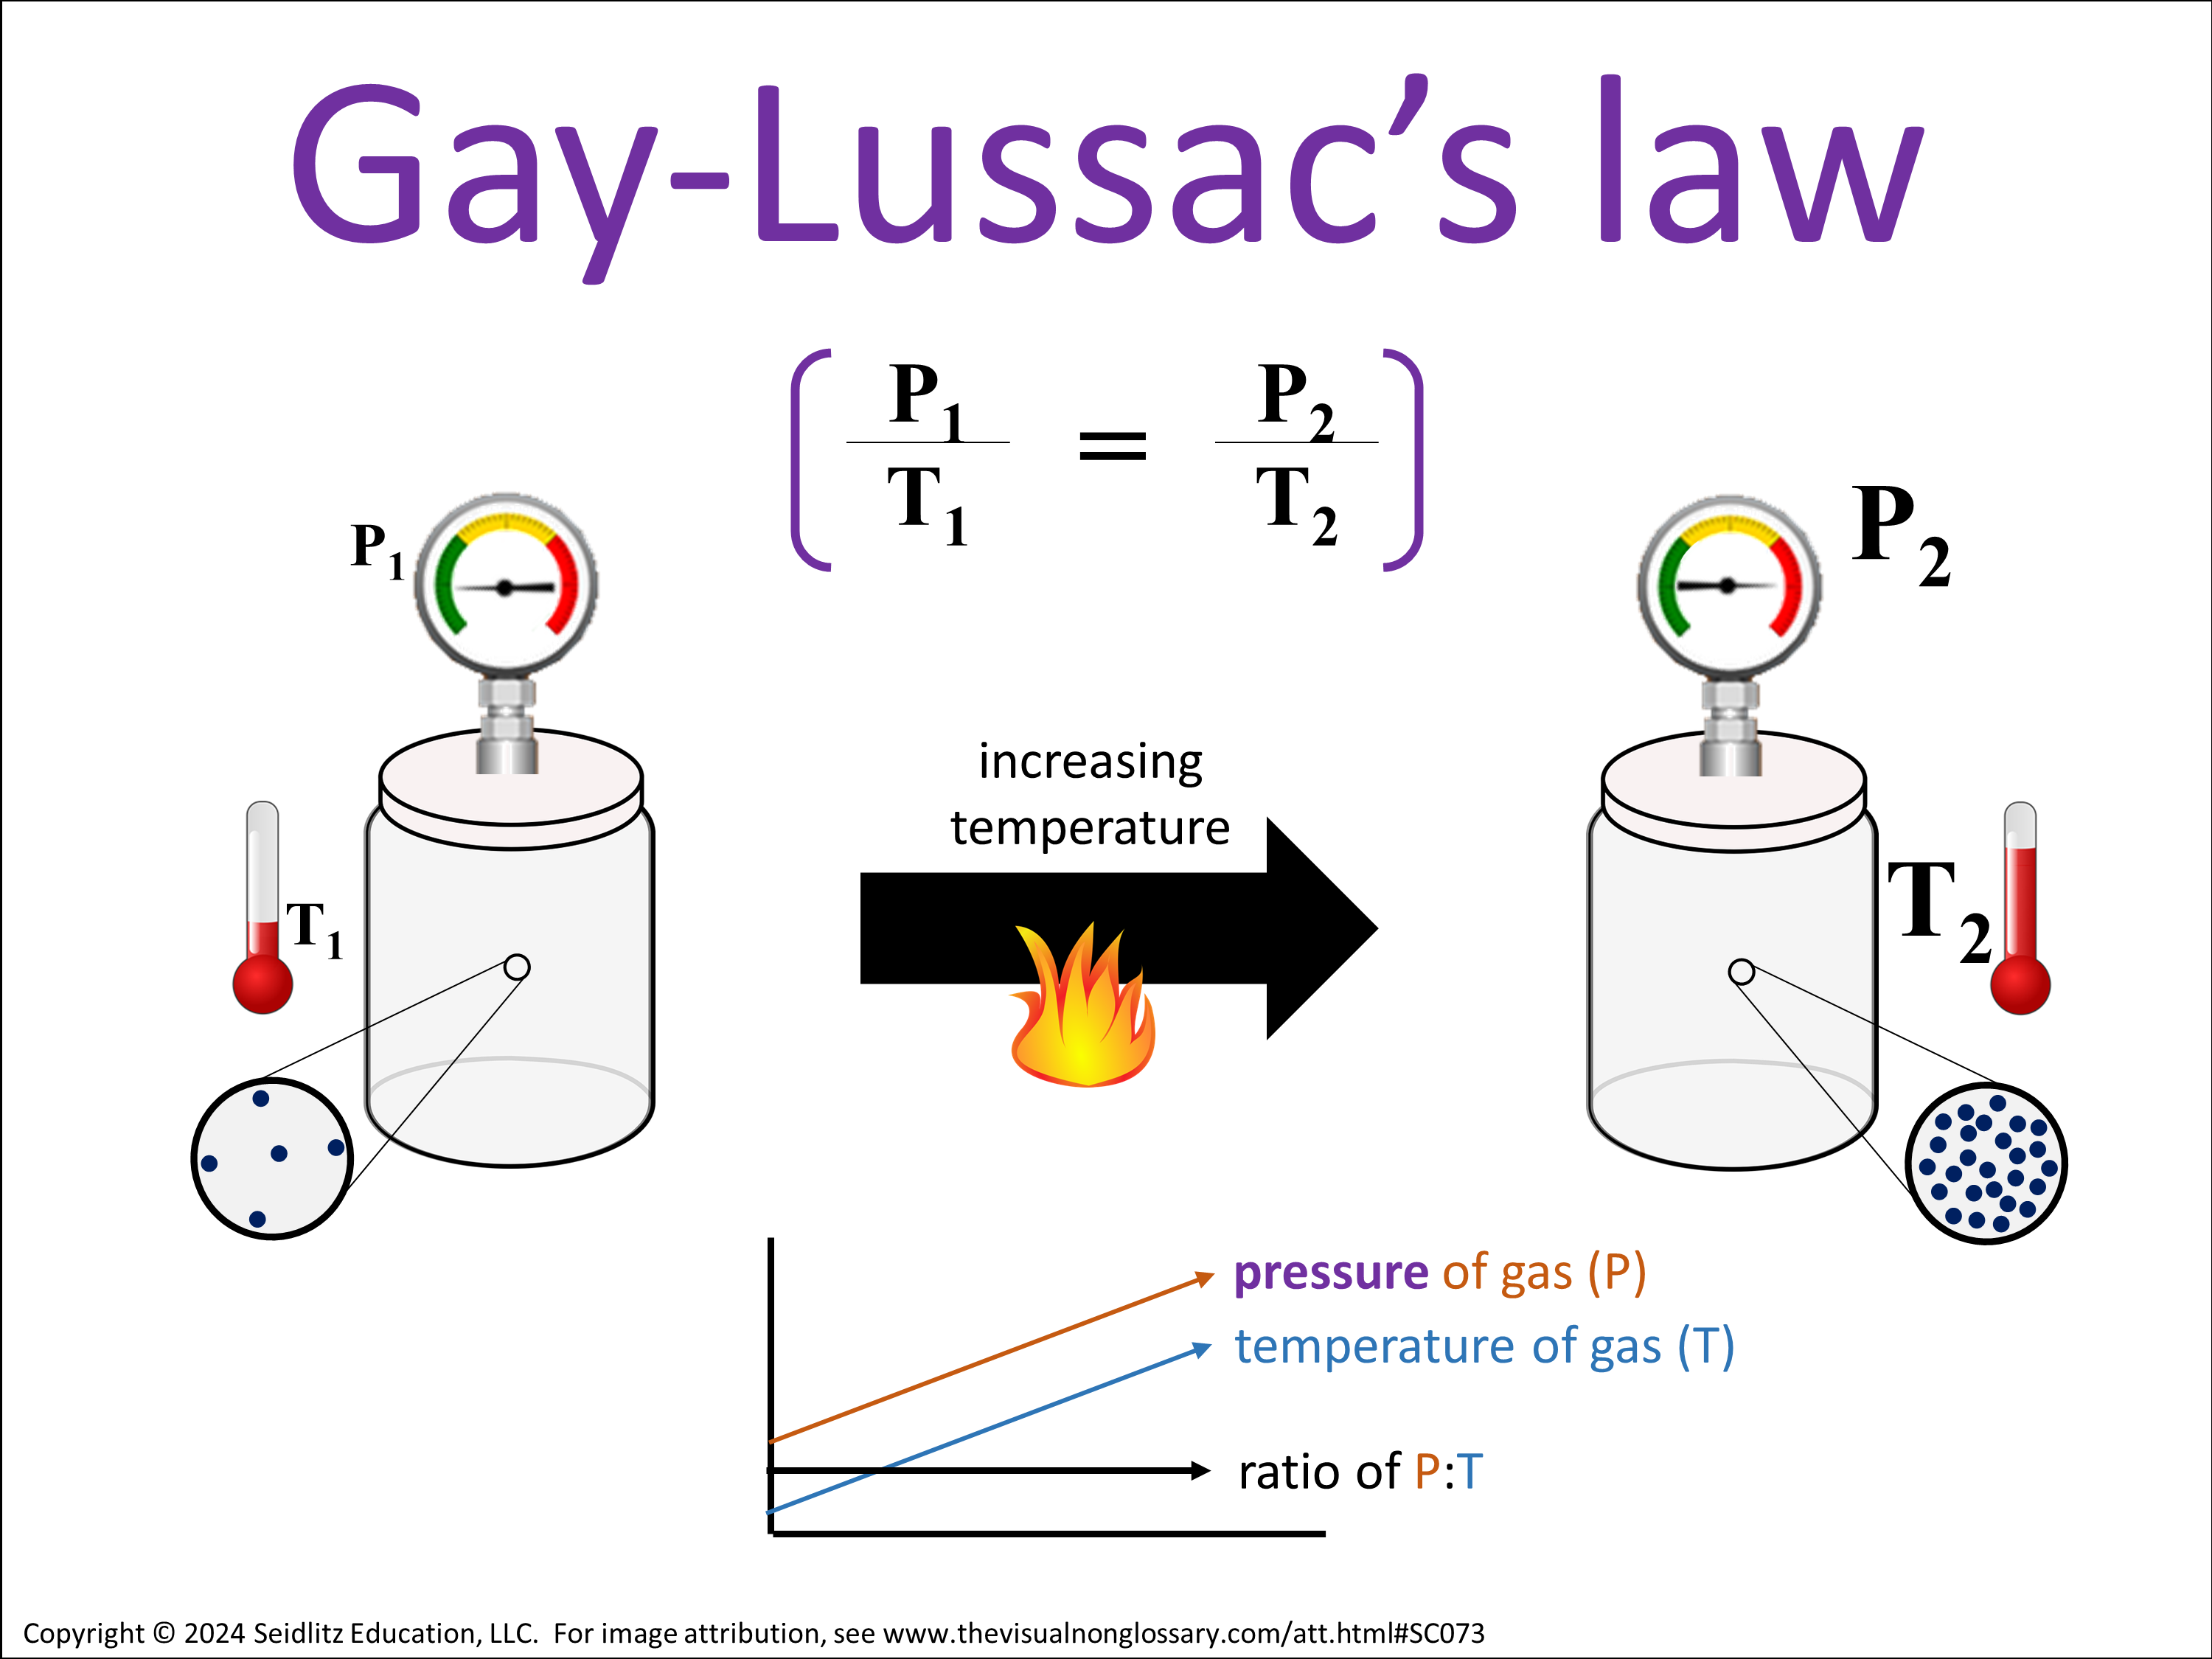 Gay-Lussac’s law
P1 = P2
T1 T2
P1
P2
increasing
temperature
T1
T2
pressure of gas (P)
temperature of gas (T)
ratio of P:T
Copyright © 2024 Seidlitz Education, LLC.  For image attribution, see www.thevisualnonglossary.com/att.html#SC073